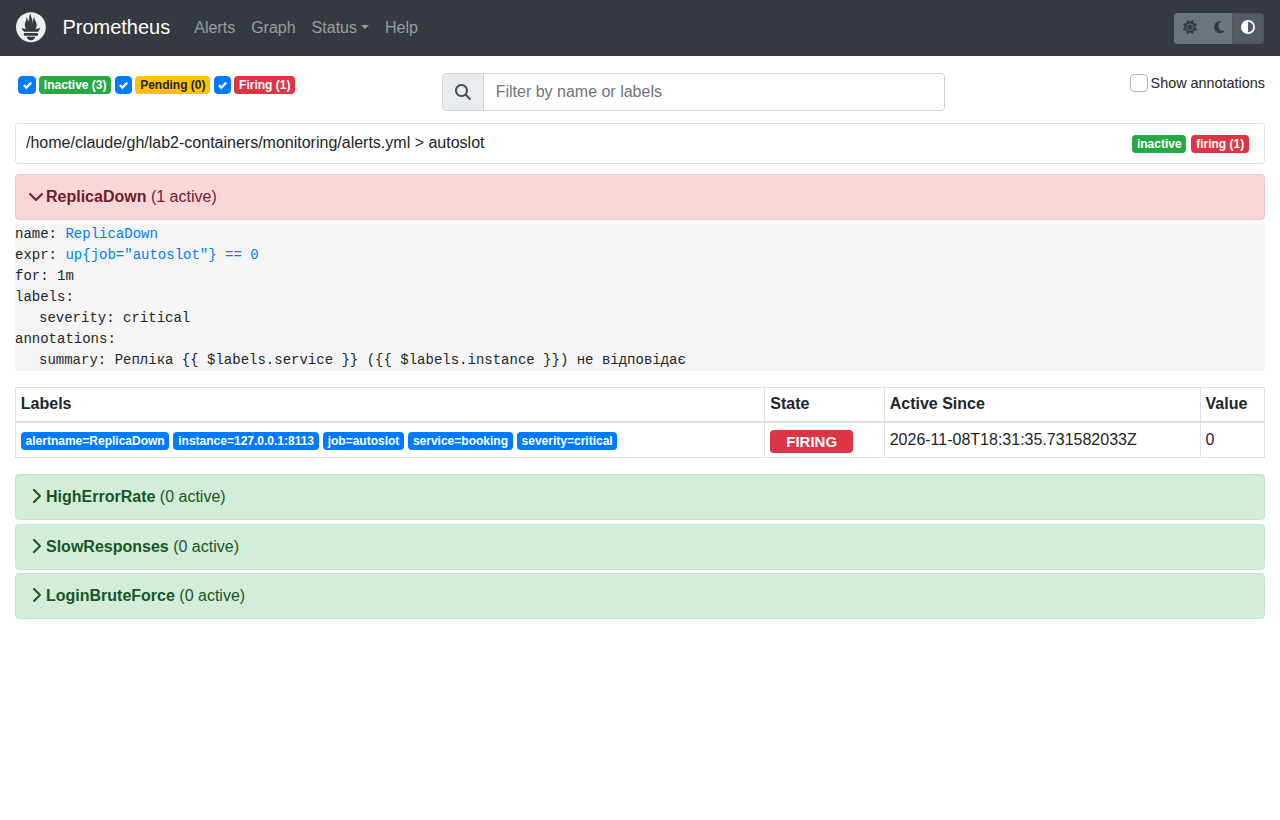 Prometheus Alerts Graph Status Help
Inactive (3) Pending (0) Firing (1) Filter by name or labels Show annotations
/home/claude/gh/lab2-containers/monitoring/alerts.yml > autoslot inactive firing (1)
ReplicaDown (1 active)
name: ReplicaDown
expr: up{job="autoslot"} == 0
for: 1m
labels:
severity: critical
annotations:
summary: Репліка {{ $labels.service }} ({{ $labels.instance }}) не відповідає
Labels State Active Since Value
alertname=ReplicaDown instance=127.0.0.1:8113 job=autoslot service=booking severity=critical FIRING 2026-11-08T18:31:35.731582033Z 0
HighErrorRate (0 active)
SlowResponses (0 active)
LoginBruteForce (0 active)